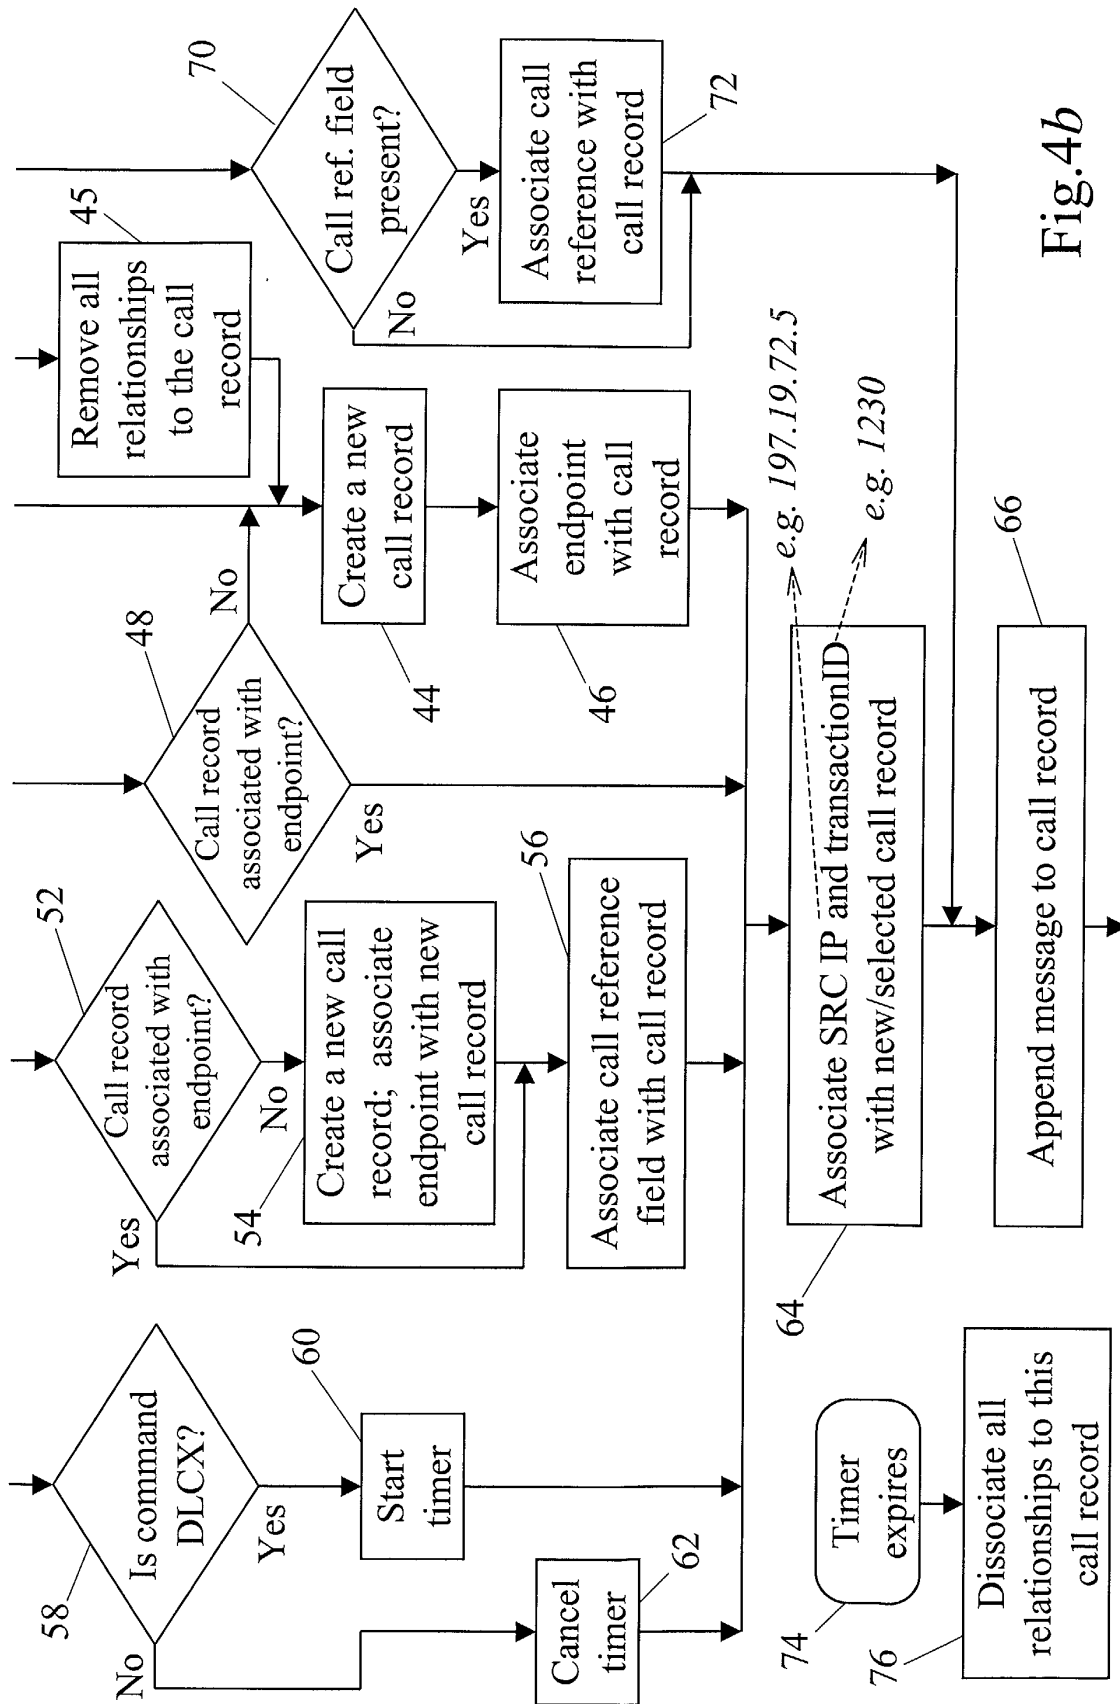 58
Is command
DLCX?
No
Yes
60
Start
timer
Cancel
timer
62
52
Call record
associated with
endpoint?
Yes
No
54
Create a new call
record; associate
endpoint with new
call record
56
Associate call reference
field with call record
48
Call record
associated with
endpoint?
No
Yes
45
Remove all
relationships
to the call
record
44
Create a new
call record
46
Associate
endpoint
with call
record
70
Call ref. field
present?
Yes
No
Associate call
reference with
call record
72
64
Associate SRC IP and transactionID
with new/selected call record
e.g. 197.19.72.5
e.g. 1230
66
Append message to call record
74
Timer
expires
76
Dissociate all
relationships to this
call record
Fig.4b